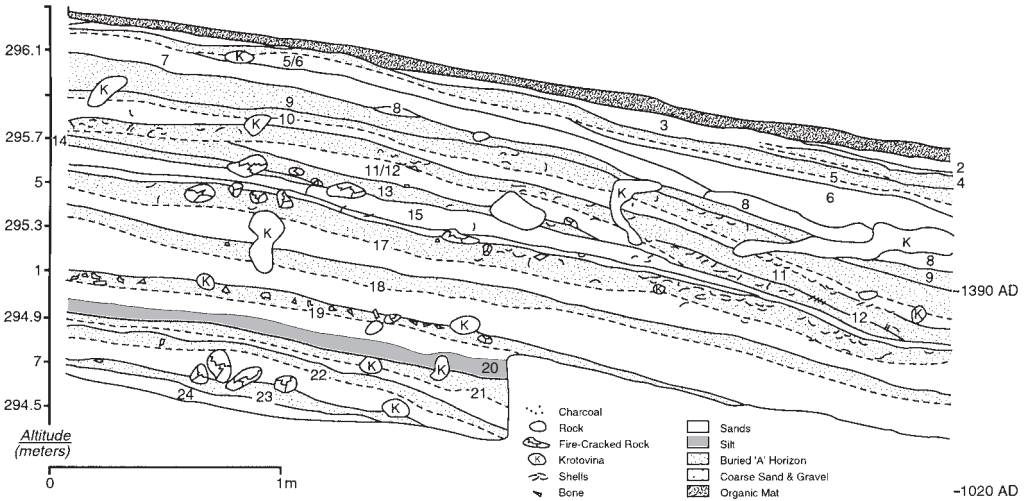 296.1
295.7
5
295.3
1
294.9
7
294.5
Altitude
(meters)
0
1m
K
5/6
7
K
9
8
10
K
3
14
11/12
13
2
5
4
6
K
8
15
K
17
K
8
9
11
1390 AD
18
K
K
19
K
12
K
K
K
20
22
21
24
23
K
Charcoal
Rock
Fire-Cracked Rock
K Krotovina
Shells
Bone
Sands
Silt
Buried 'A' Horizon
Coarse Sand & Gravel
Organic Mat
1020 AD